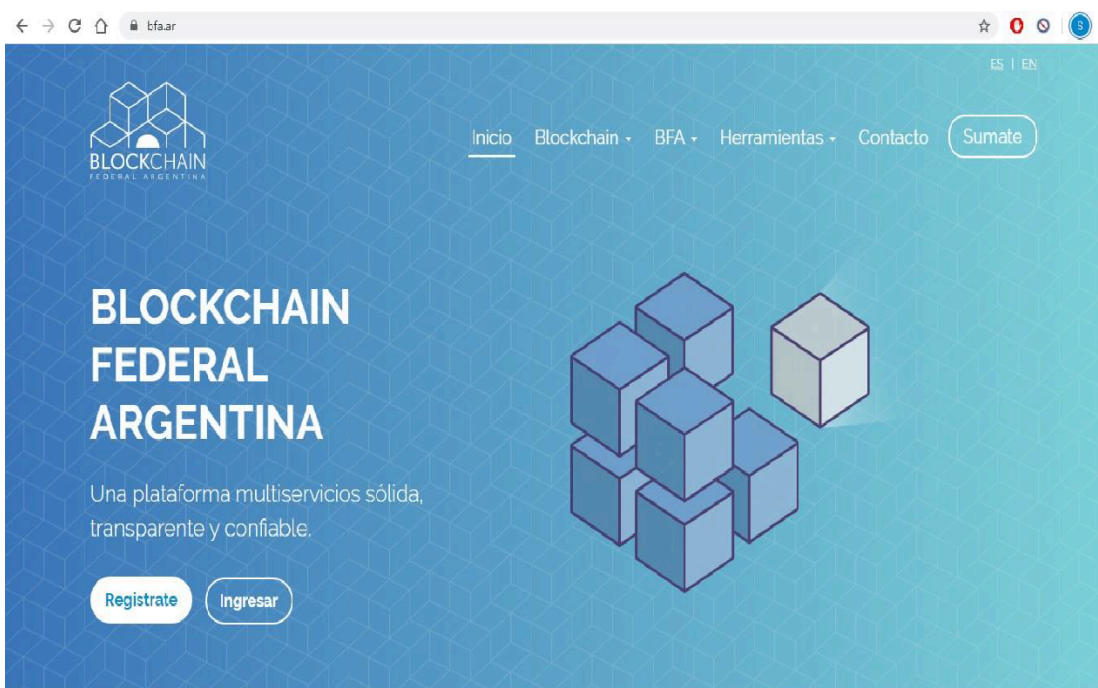 bfa.ar
S
ES | EN
BLOCKCHAIN
FEDERAL ARGENTINA
Inicio Blockchain BFA Herramientas Contacto Sumate
BLOCKCHAIN
FEDERAL
ARGENTINA
Una plataforma multiservicios sólida,
transparente y confiable.
Registrate Ingresar